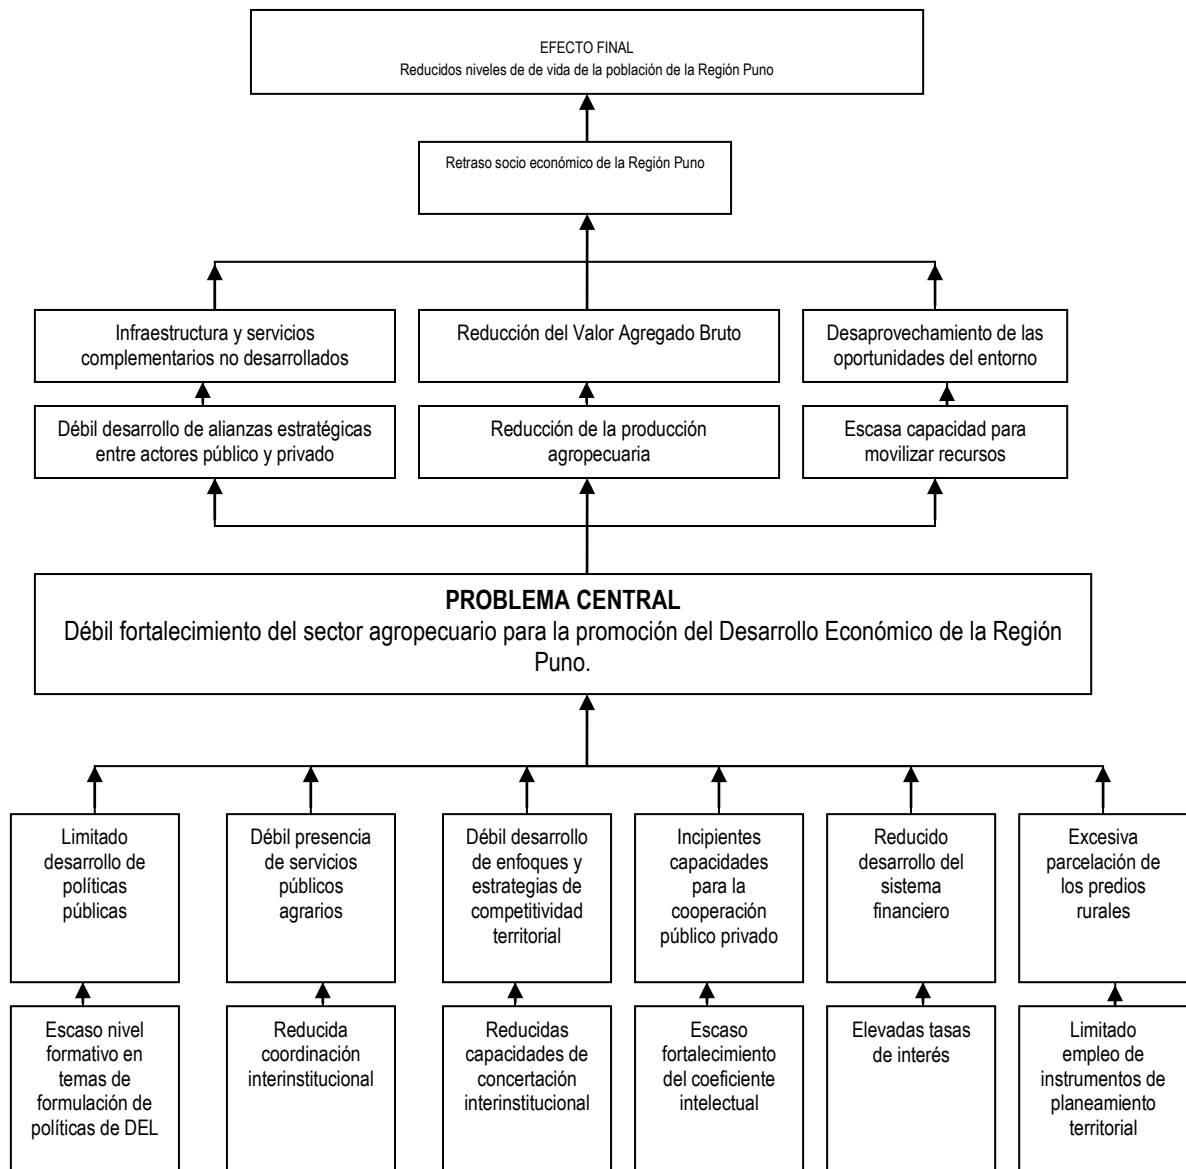 EFECTO FINAL
Reducidos niveles de de vida de la población de la Región Puno
Retraso socio económico de la Región Puno
Infraestructura y servicios
complementarios no desarrollados
Reducción del Valor Agregado Bruto
Desaprovechamiento de las
oportunidades del entorno
Débil desarrollo de alianzas estratégicas
entre actores público y privado
Reducción de la producción
agropecuaria
Escasa capacidad para
movilizar recursos
PROBLEMA CENTRAL
Débil fortalecimiento del sector agropecuario para la promoción del Desarrollo Económico de la Región
Puno.
Limitado
desarrollo de
políticas
públicas
Débil presencia
de servicios
públicos
agrarios
Débil desarrollo
de enfoques y
estrategias de
competitividad
territorial
Incipientes
capacidades
para la
cooperación
público privado
Reducido
desarrollo del
sistema
financiero
Excesiva
parcelación de
los predios
rurales
Escaso nivel
formativo en
temas de
formulación de
políticas de DEL
Reducida
coordinación
interinstitucional
Reducidas
capacidades de
concertación
interinstitucional
Escaso
fortalecimiento
del coeficiente
intelectual
Elevadas tasas
de interés
Limitado
empleo de
instrumentos de
planeamiento
territorial